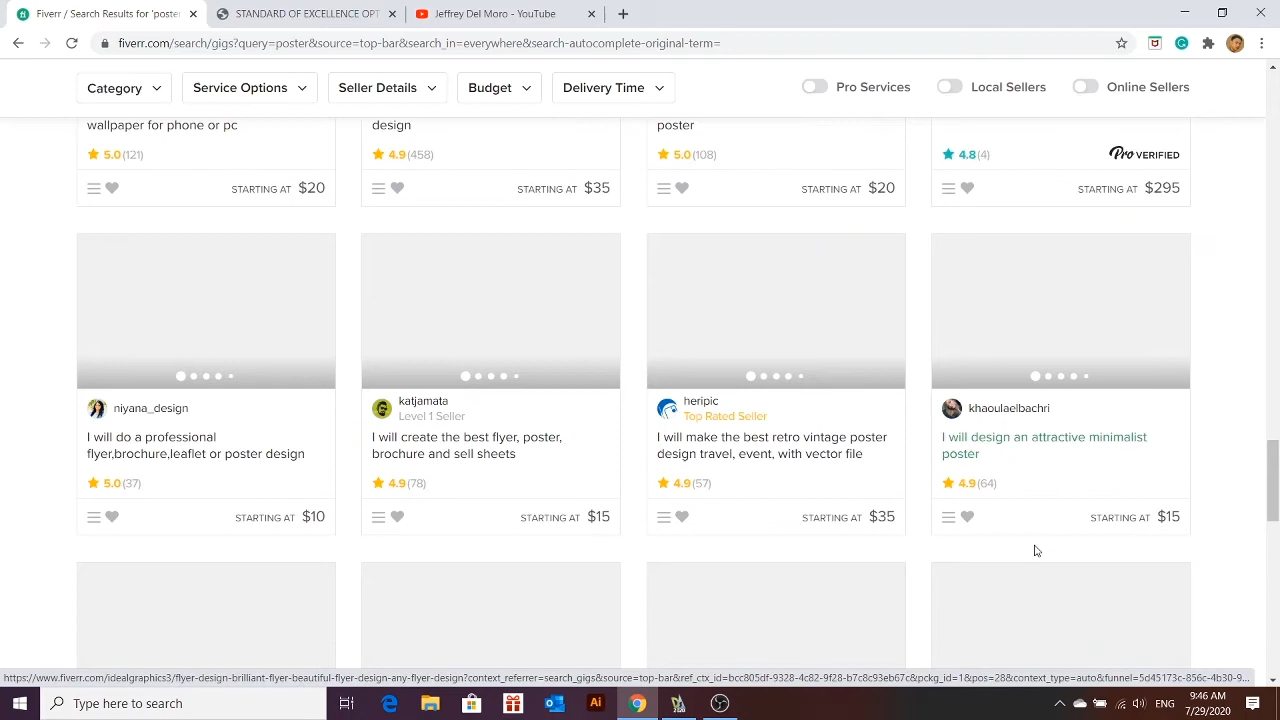 Fiverr / Search Results for 'poster
STANDARD OF EXCELLENCE OPT
Jeffrey Del Moro - YouTube
fiverr.com/search/gigs?query=poster&source=top-bar&search_in=everywhere&search-autocomplete-original-term=
Category
Service Options
Seller Details
Budget
Delivery Time
Pro Services
Local Sellers
Online Sellers
wallpaper for phone or pc
5.0(121)
STARTING AT $20
design
4.9(458)
STARTING AT $35
poster
5.0(108)
STARTING AT $20
4.8(4)
Pro VERIFIED
STARTING AT $295
niyana_design
I will do a professional
flyer,brochure,leaflet or poster design
5.0(37)
STARTING AT $10
katjamata
Level 1 Seller
I will create the best flyer, poster,
brochure and sell sheets
4.9(78)
STARTING AT $15
heripic
Top Rated Seller
I will make the best retro vintage poster
design travel, event, with vector file
4.9(57)
STARTING AT $35
khaoulaelbachri
I will design an attractive minimalist
poster
4.9(64)
STARTING AT $15
https://www.fiverr.com/idealgraphics3/flyer-design-brilliant-flyer-beautiful-flyer-design-any-flyer-design?context_referrer=search_gigs&source=top-bar&ref_ctx_id=bcc805df-9328-4c82-9f28-b7c8c93eb67c&pckg_id=1&pos=28&context_type=auto&funnel=5d45173c-856c-4b30-9...
Type here to search
Ai
ENG
9:46 AM
7/29/2020